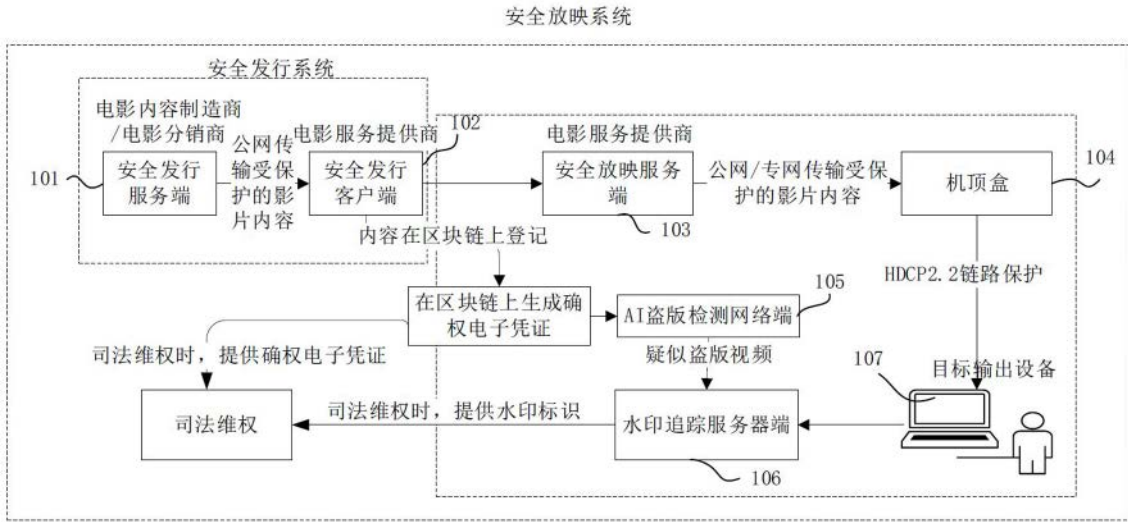 安全放映系统
安全发行系统
电影内容制造商
/电影分销商
公网传
输受保
护的影
片内容
电影服务提供商
102
电影服务提供商
101
安全发行
服务端
安全发行
客户端
安全放映服务
端
103
公网/专网传输受保
护的影片内容
机顶盒
104
内容在区块链上登记
HDCP2.2链路保护
在区块链上生成确
权电子凭证
AI盗版检测网络端
105
司法维权时，提供确权电子凭证
疑似盗版视频
107
目标输出设备
司法维权
司法维权时，提供水印标识
水印追踪服务器端
106